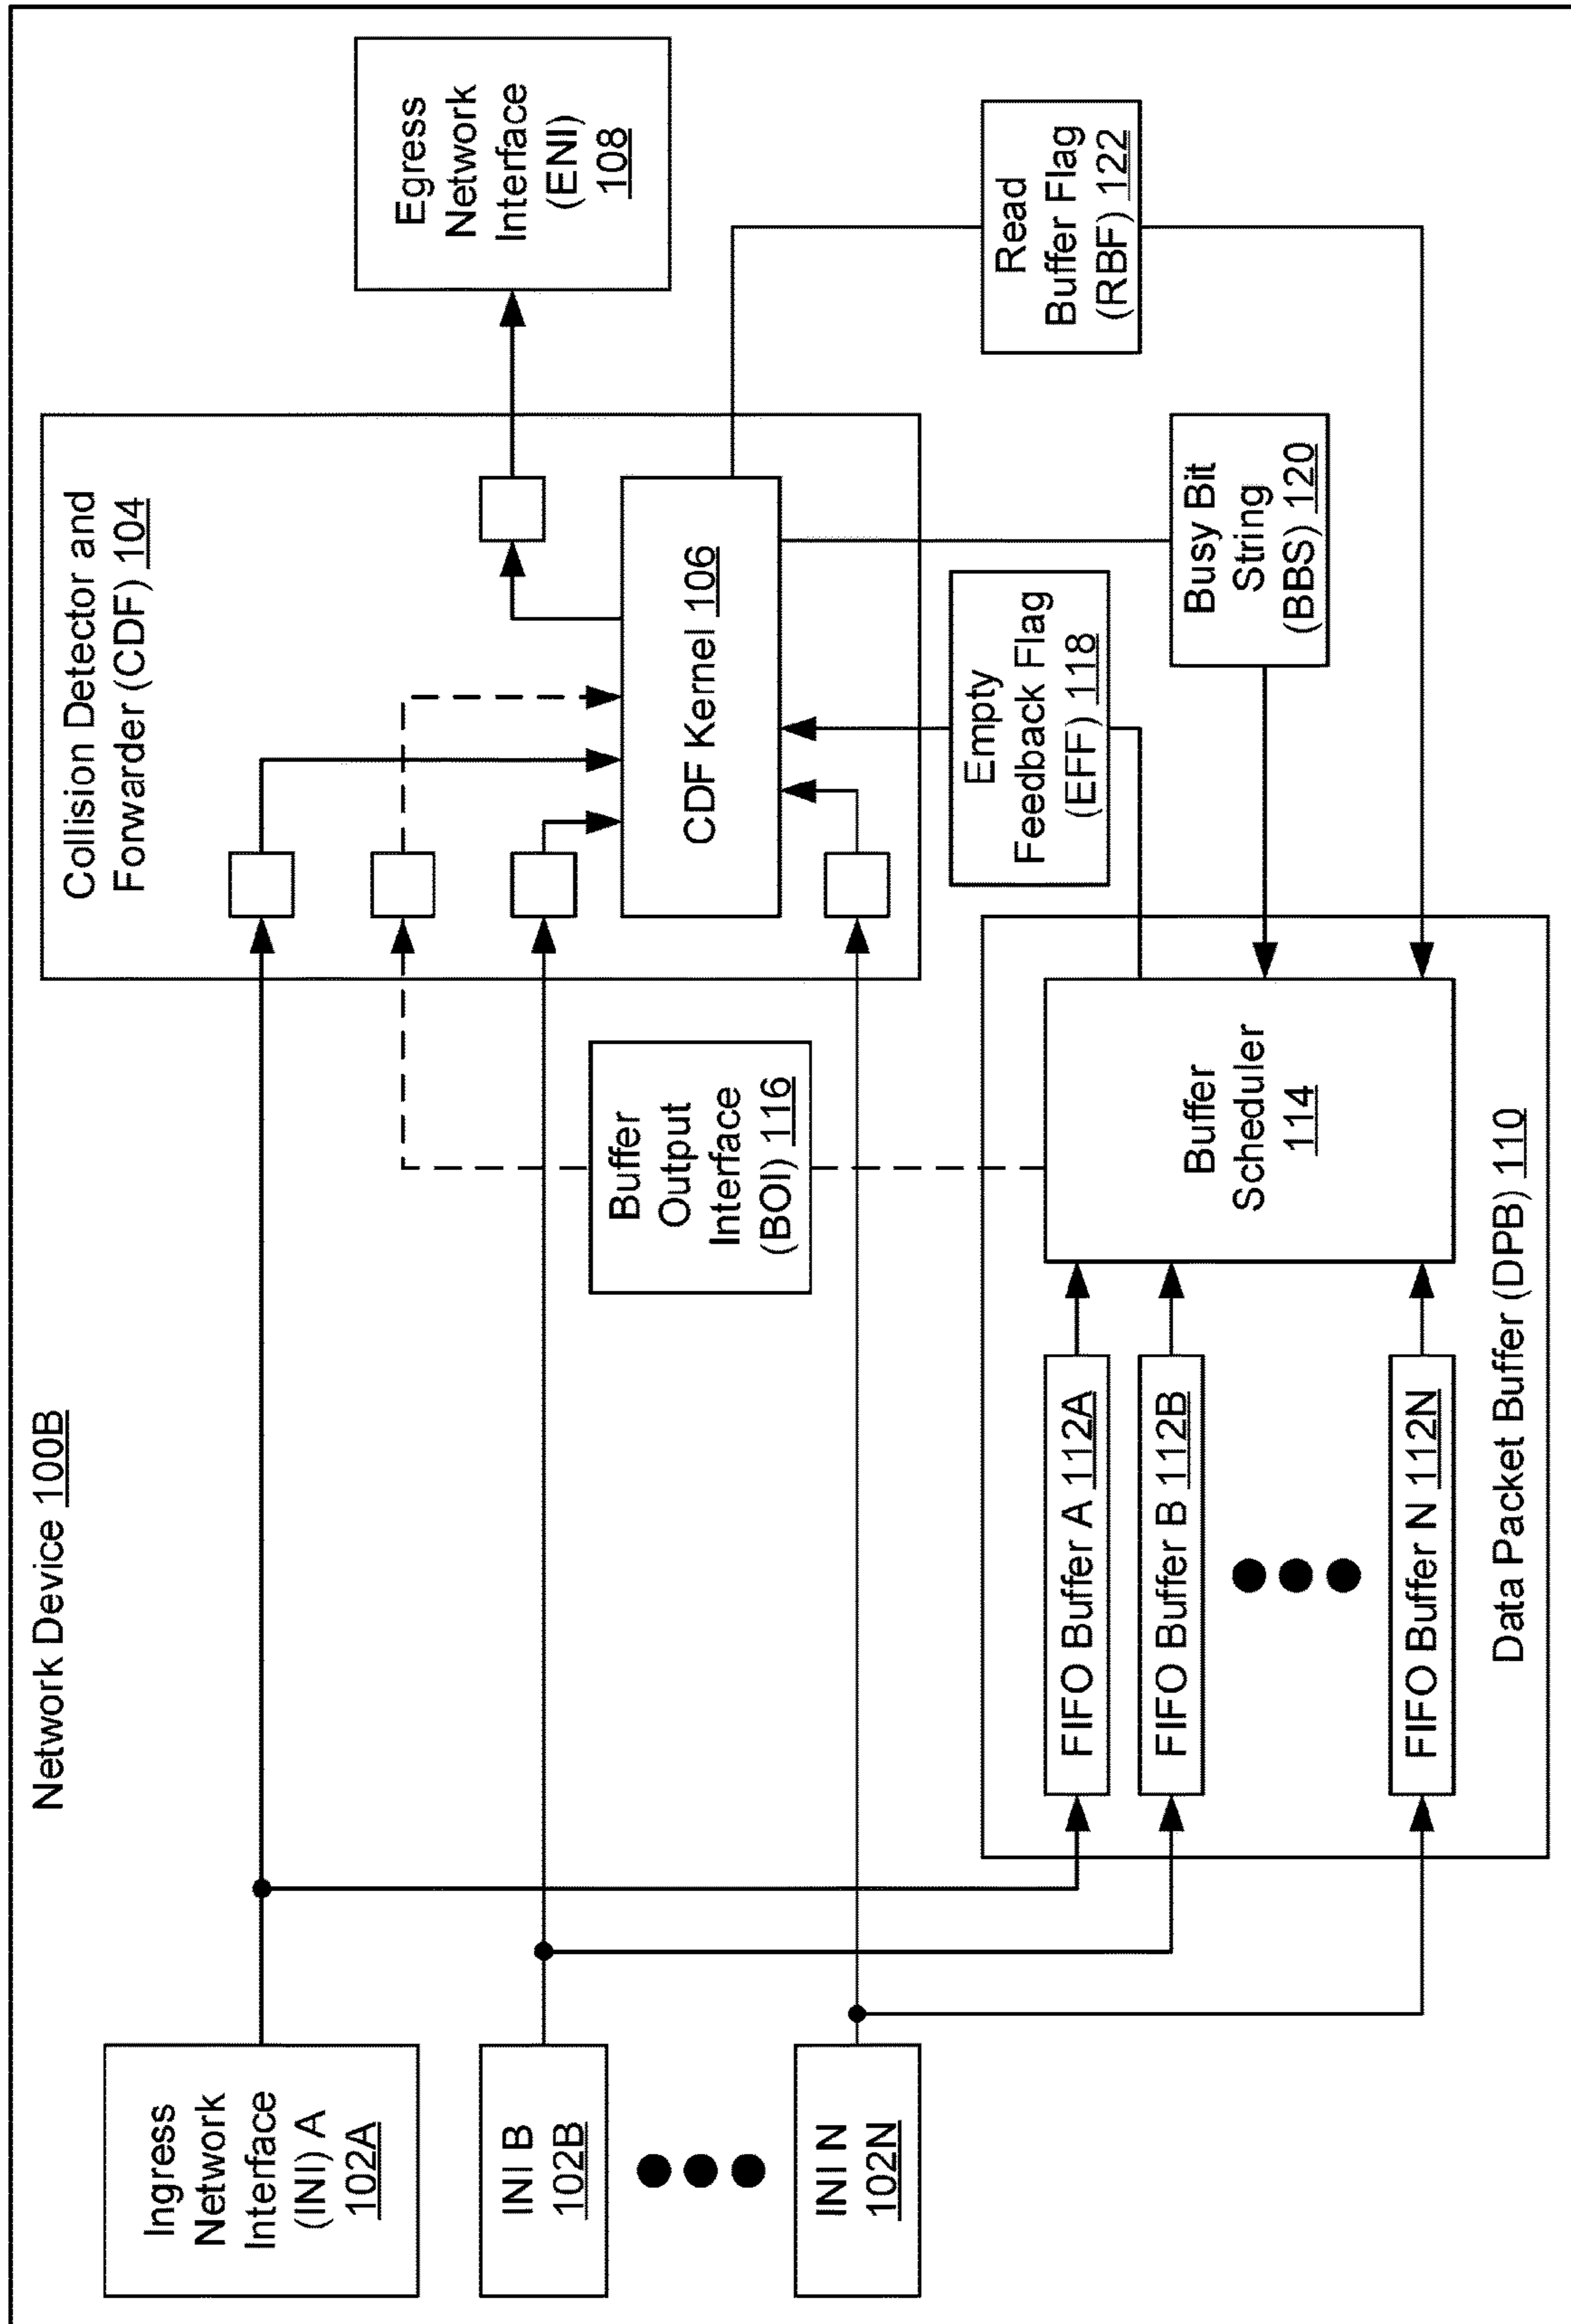 Network Device 100B
Ingress
Network
Interface
(INI) A
102A
INI B
102B
INI N
102N
Collision Detector and
Forwarder (CDF) 104
CDF Kernel 106
Egress
Network
Interface
(ENI)
108
Buffer
Output
Interface
(BOI) 116
Empty
Feedback Flag
(EFF) 118
Busy Bit
String
(BBS) 120
Read
Buffer Flag
(RBF) 122
FIFO Buffer A 112A
FIFO Buffer B 112B
FIFO Buffer N 112N
Buffer
Scheduler
114
Data Packet Buffer (DPB) 110